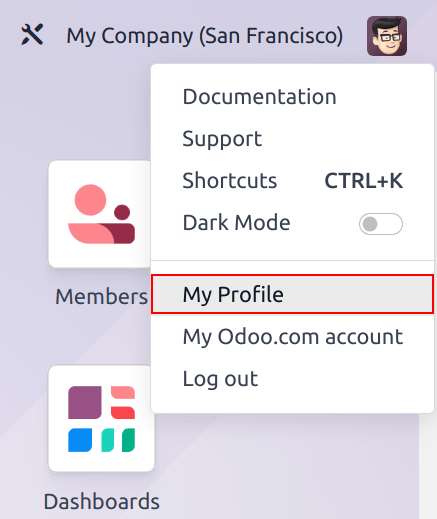 My Company (San Francisco)
Documentation
Support
Shortcuts CTRL+K
Dark Mode
My Profile
My Odoo.com account
Log out
Members
Dashboards